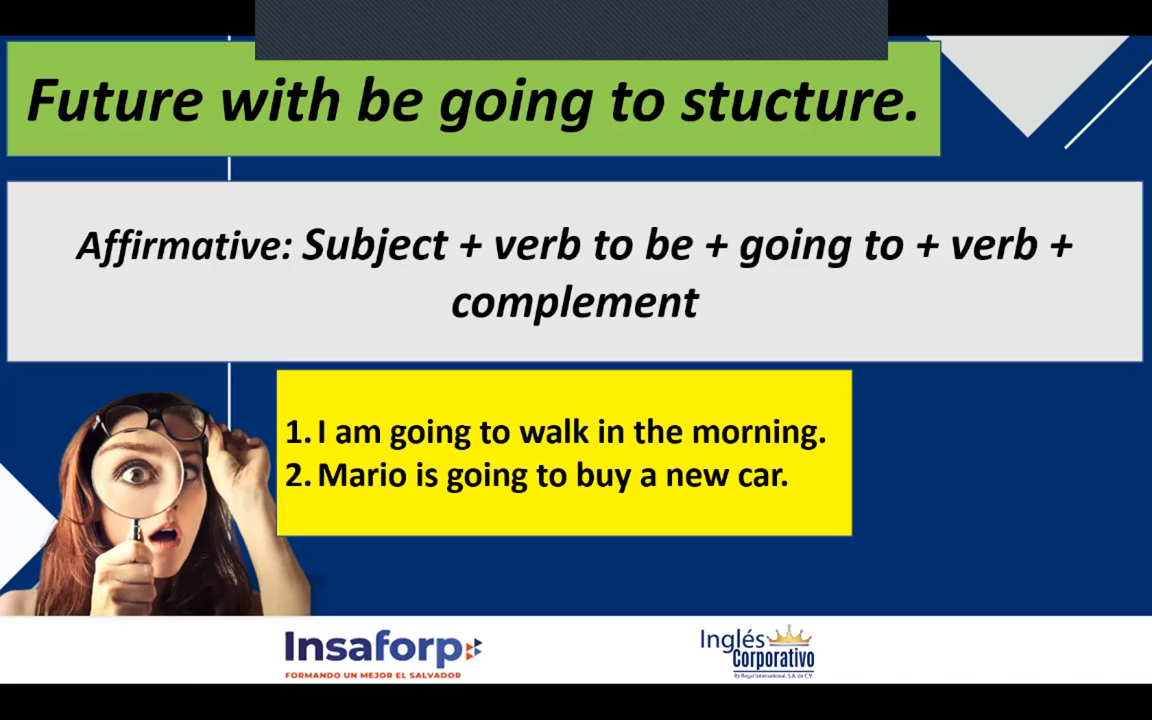 Future with be going to stucture.
Affirmative: Subject + verb to be + going to + verb +
complement
1. I am going to walk in the morning.
2. Mario is going to buy a new car.
Insaforp
FORMANDO UN MEJOR EL SALVADOR
Inglés
Corporativo
By Regal International, S.A. de C.V.